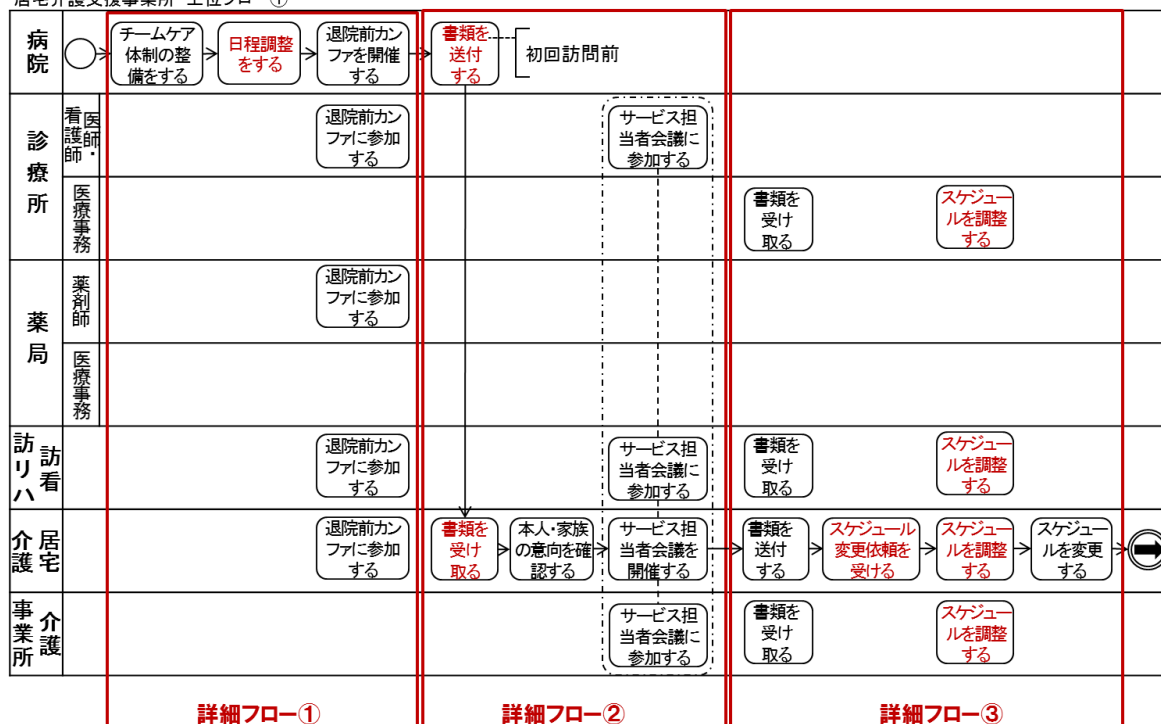 居宅介護支援事業所 上位フロー①
病院
チームケア
体制の整
備をする
日程調整
をする
退院前カン
ファを開催
する
書類を
送付
する
初回訪問前
診療所
医師・
看護師
退院前カン
ファに参加
する
サービス担
当者会議に
参加する
医療事務
書類を
受け
取る
スケジュー
ルを調整
する
薬局
薬剤師
退院前カン
ファに参加
する
医療事務
訪看
訪リハ
退院前カン
ファに参加
する
サービス担
当者会議に
参加する
書類を
受け
取る
スケジュー
ルを調整
する
居宅
介護
退院前カン
ファに参加
する
書類を
受け
取る
本人・家族
の意向を確
認する
サービス担
当者会議を
開催する
書類を
送付
する
スケジュール
変更依頼を
受ける
スケジュー
ルを調整
する
スケジュー
ルを変更
する
介護
事業所
サービス担
当者会議に
参加する
書類を
受け
取る
スケジュー
ルを調整
する
詳細フロー①
詳細フロー②
詳細フロー③